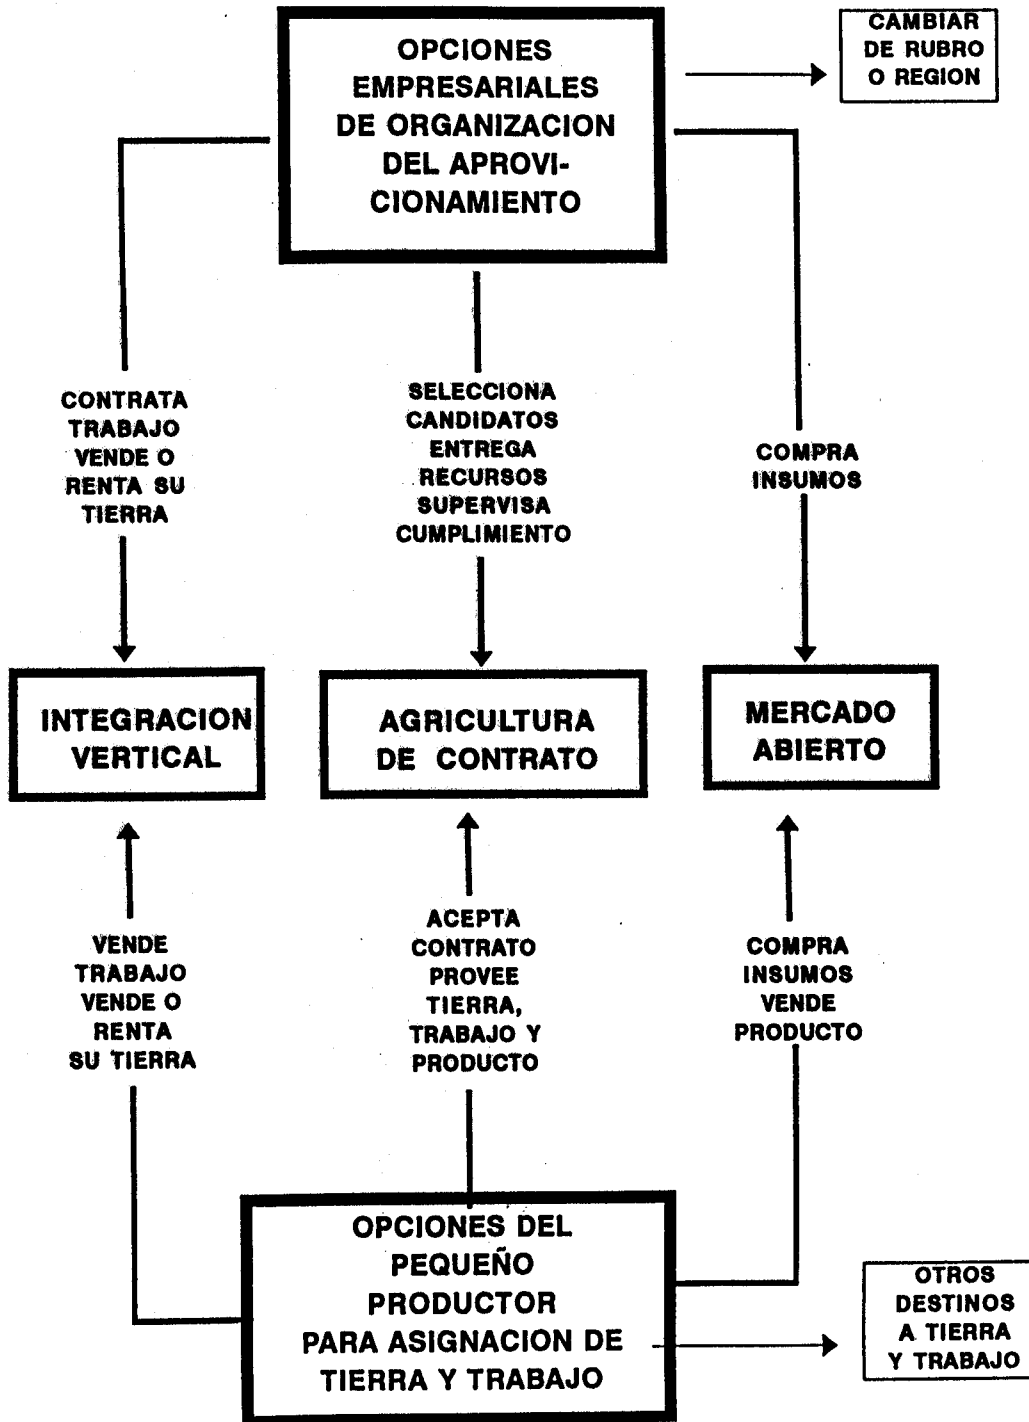 OPCIONES
EMPRESARIALES
DE ORGANIZACION
DEL APROVI-
CIONAMIENTO
CAMBIAR
DE RUBRO
O REGION
CONTRATA
TRABAJO
VENDE O
RENTA SU
TIERRA
SELECCIONA
CANDIDATOS
ENTREGA
RECURSOS
SUPERVISA
CUMPLIMIENTO
COMPRA
INSUMOS
INTEGRACION
VERTICAL
AGRICULTURA
DE CONTRATO
MERCADO
ABIERTO
VENDE
TRABAJO
VENDE O
RENTA
SU TIERRA
ACEPTA
CONTRATO
PROVEE
TIERRA,
TRABAJO Y
PRODUCTO
COMPRA
INSUMOS
VENDE
PRODUCTO
OPCIONES DEL
PEQUEÑO
PRODUCTOR
PARA ASIGNACION DE
TIERRA Y TRABAJO
OTROS
DESTINOS
A TIERRA
Y TRABAJO